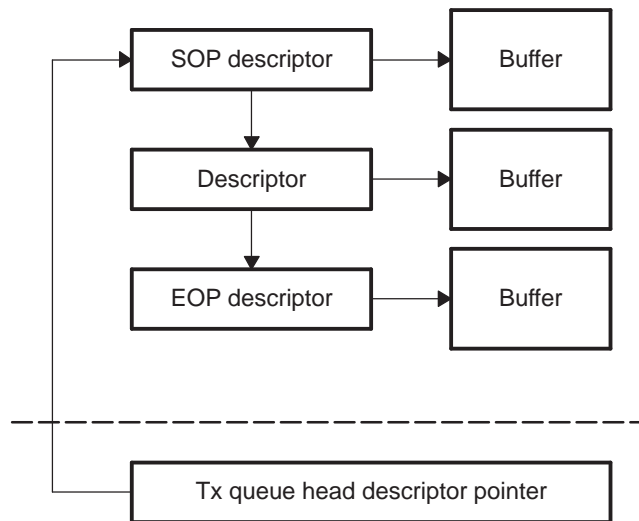 SOP descriptor
Buffer
Descriptor
Buffer
EOP descriptor
Buffer
Tx queue head descriptor pointer